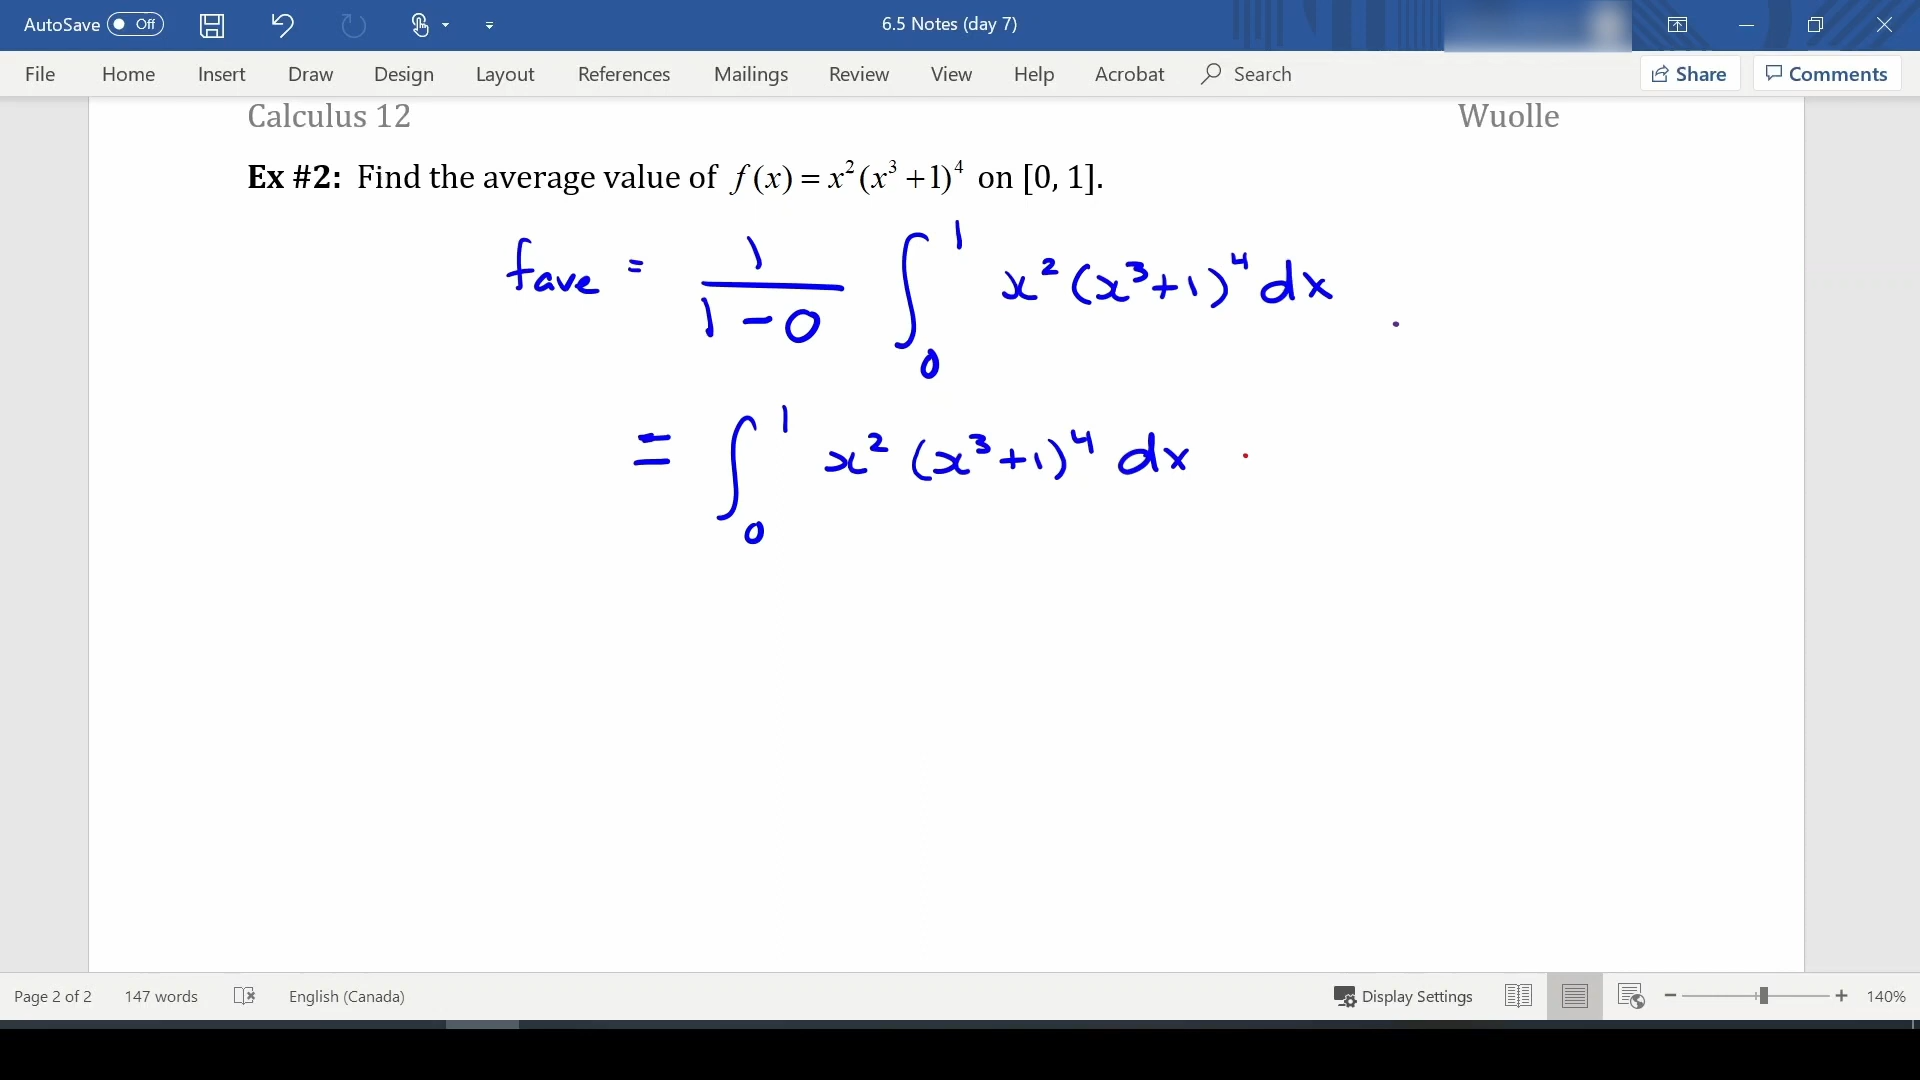 AutoSave Off 6.5 Notes (day 7)
File Home Insert Draw Design Layout References Mailings Review View Help Acrobat Search Share Comments
Calculus 12 Wuolle
Ex #2: Find the average value of f(x) = x²(x³+1)⁴ on [0, 1].
fave = 1/(1-0) ∫₀¹ x²(x³+1)⁴dx
= ∫₀¹ x²(x³+1)⁴ dx
Page 2 of 2 147 words English (Canada) Display Settings 140%